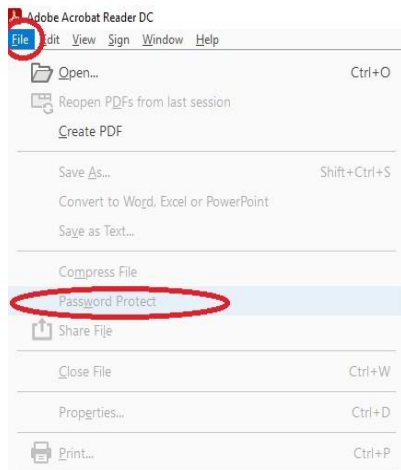 Adobe Acrobat Reader DC
File Edit View Sign Window Help
Open... Ctrl+O
Reopen PDFs from last session
Create PDF
Save As... Shift+Ctrl+S
Convert to Word, Excel or PowerPoint
Save as Text...
Compress File
Password Protect
Share File
Close File Ctrl+W
Properties... Ctrl+D
Print... Ctrl+P